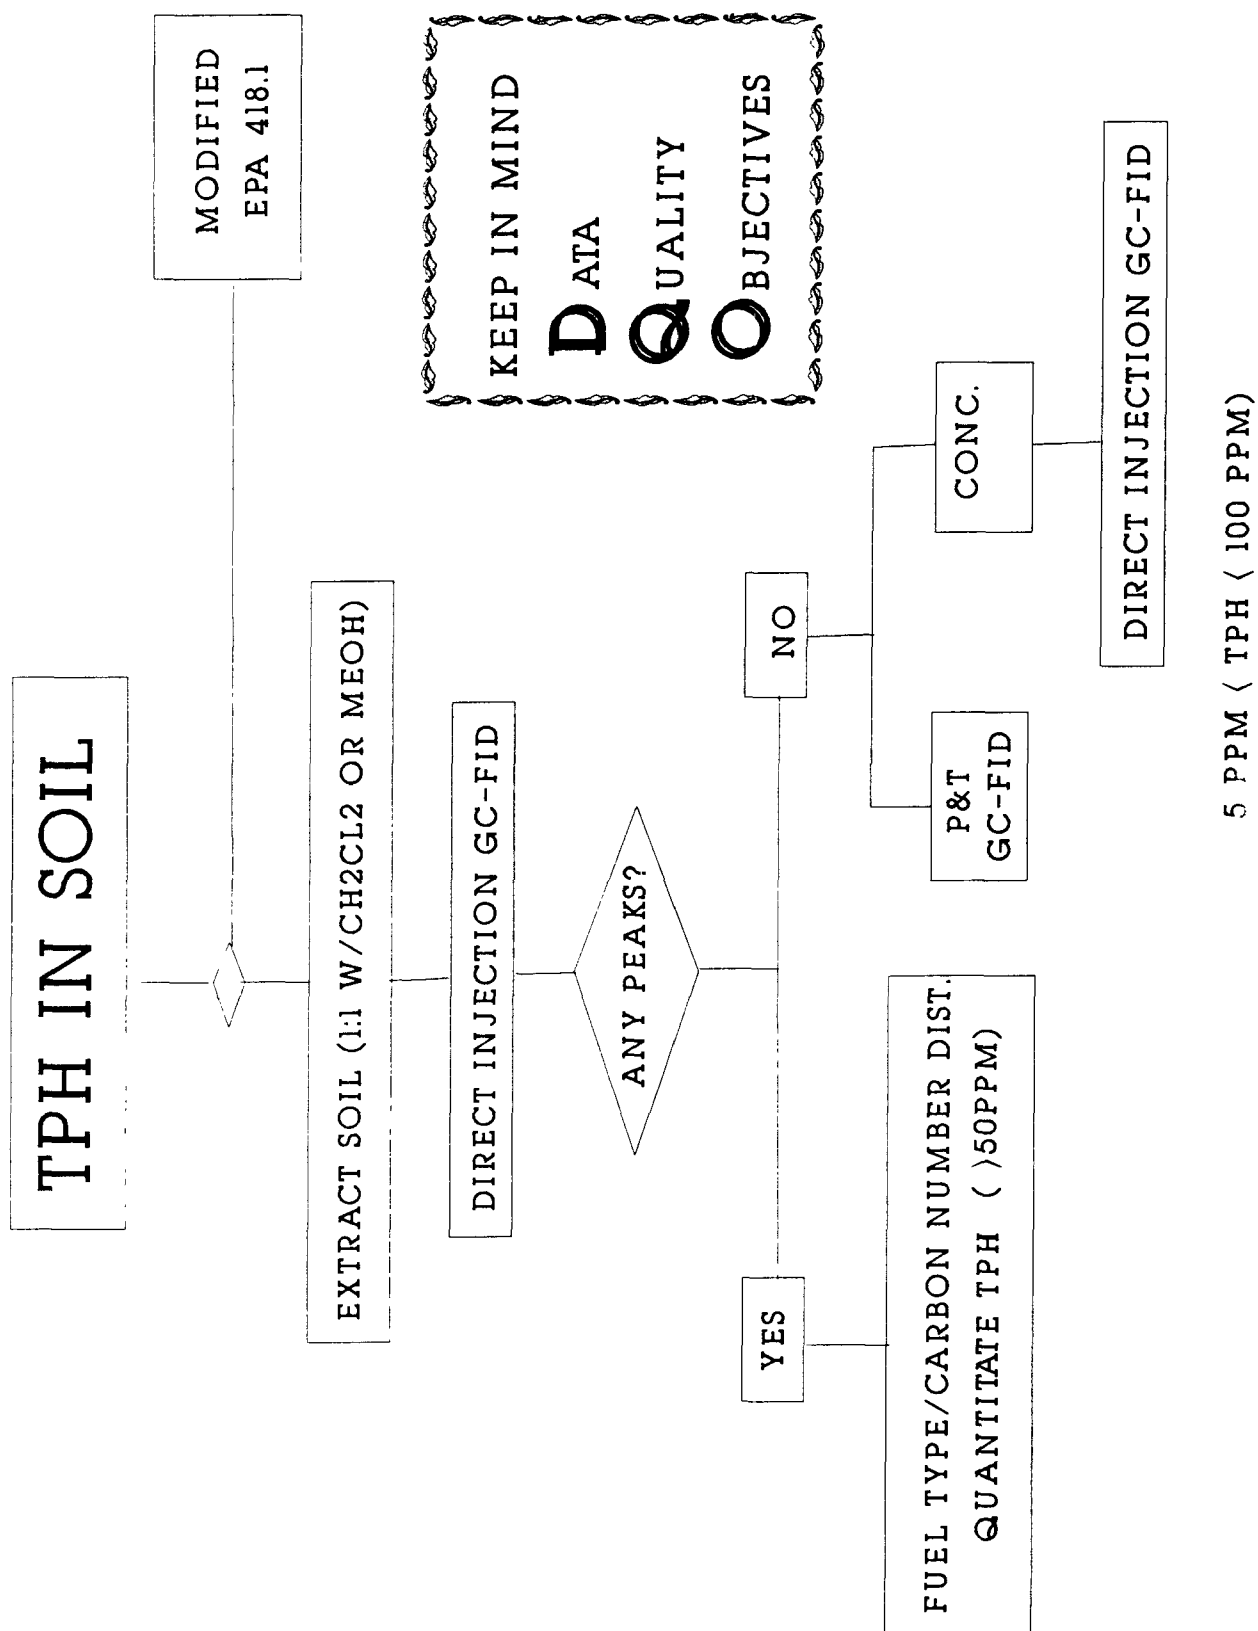 TPH IN SOIL
MODIFIED
EPA 418.1
EXTRACT SOIL (1:1 W/CH2CL2 OR MEOH)
DIRECT INJECTION GC-FID
ANY PEAKS?
YES
NO
FUEL TYPE/CARBON NUMBER DIST.
QUANTITATE TPH ( >50PPM)
P&T
GC-FID
CONC.
DIRECT INJECTION GC-FID
5 PPM < TPH < 100 PPM)
KEEP IN MIND
DATA
QUALITY
OBJECTIVES